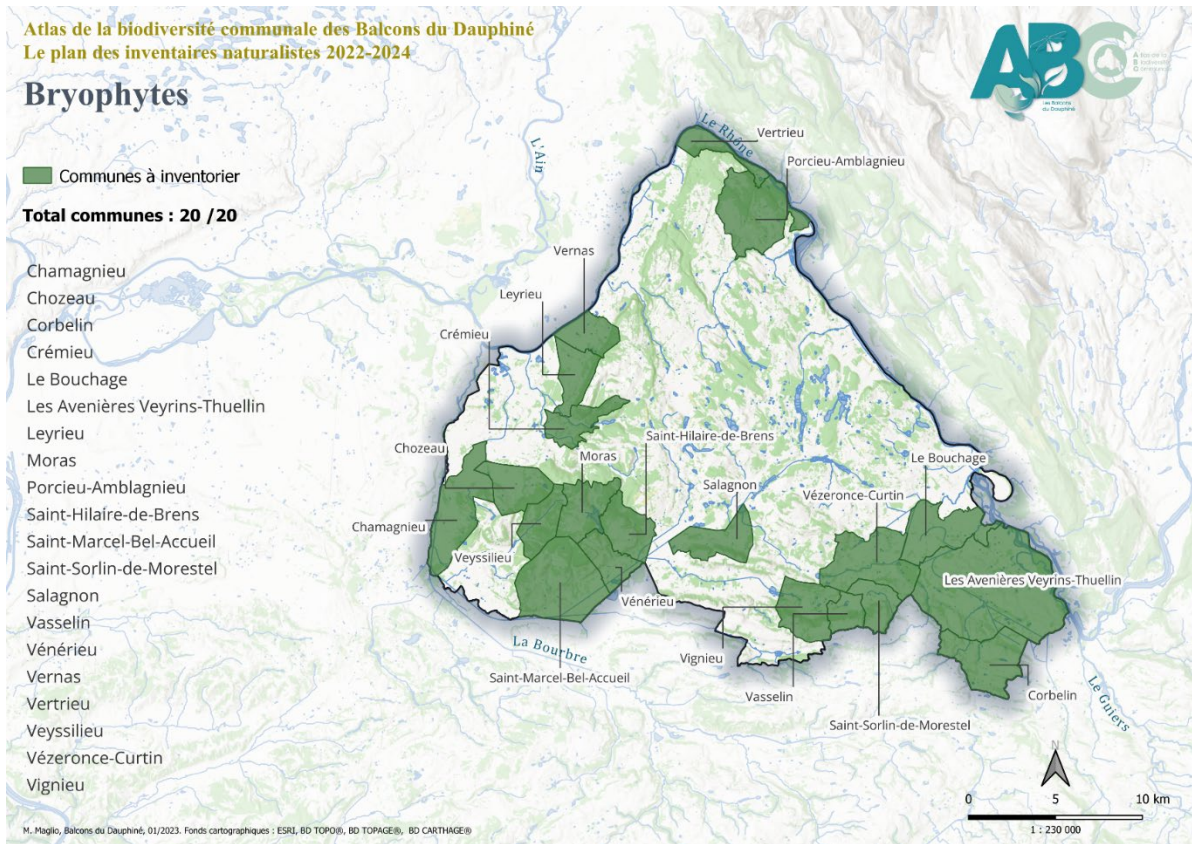 Atlas de la biodiversité communale des Balcons du Dauphiné
Le plan des inventaires naturalistes 2022-2024
Bryophytes
Communes à inventorier
Total communes : 20 /20
Chamagnieu
Chozeau
Corbelin
Crémieu
Le Bouchage
Les Avenières Veyrins-Thuellin
Leyrieu
Moras
Porcieu-Amblagnieu
Saint-Hilaire-de-Brens
Saint-Marcel-Bel-Accueil
Saint-Sorlin-de-Morestel
Salagnon
Vasselin
Vénérieu
Vernas
Vertrieu
Veyssilieu
Vézeronce-Curtin
Vignieu
ABC
Les Balcons
du Dauphiné
Atlas de la
Biodiversité
Communale
L'Ain
Le Rhône
Vertrieu
Porcieu-Amblagnieu
Vernas
Leyrieu
Crémieu
Chozeau
Moras
Saint-Hilaire-de-Brens
Le Bouchage
Salagnon
Vézeronce-Curtin
Chamagnieu
Veyssilieu
Les Avenières Veyrins-Thuellin
Vénérieu
La Bourbre
Vignieu
Saint-Marcel-Bel-Accueil
Vasselin
Corbelin
Le Guiers
Saint-Sorlin-de-Morestel
N
0 5 10 km
1 : 230 000
M. Maglio, Balcons du Dauphiné, 01/2023. Fonds cartographiques : ESRI, BD TOPO®, BD TOPAGE®, BD CARTHAGE®